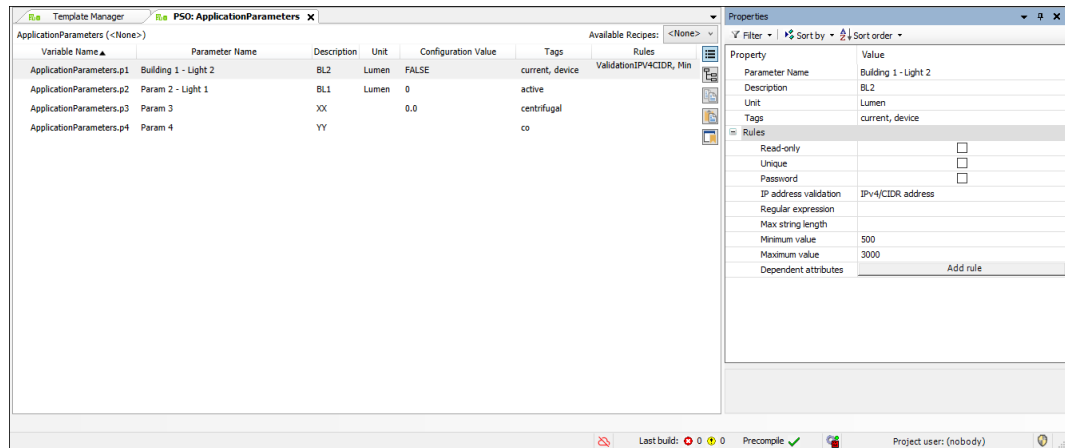 Template Manager PSO: ApplicationParameters x Properties
ApplicationParameters (<None>) Available Recipes: <None>
Filter Sort by Sort order
Variable Name Parameter Name Description Unit Configuration Value Tags Rules
ApplicationParameters.p1 Building 1 - Light 2 BL2 Lumen FALSE current, device ValidationIPV4CIDR, Min
ApplicationParameters.p2 Param 2 - Light 1 BL1 Lumen 0 active
ApplicationParameters.p3 Param 3 XX 0.0 centrifugal
ApplicationParameters.p4 Param 4 YY co
Property Value
Parameter Name Building 1 - Light 2
Description BL2
Unit Lumen
Tags current, device
Rules
Read-only
Unique
Password
IP address validation IPv4/CIDR address
Regular expression
Max string length
Minimum value 500
Maximum value 3000
Dependent attributes Add rule
Last build: 0 0 Precompile Project user: (nobody)